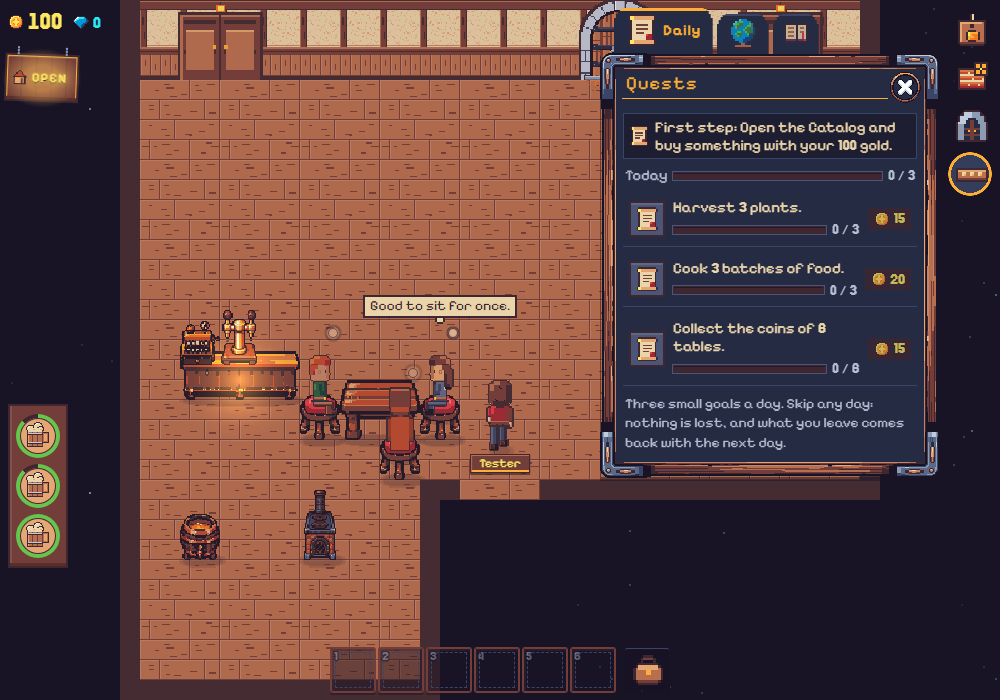 100 0
OPEN
Daily
Quests
First step: Open the Catalog and
buy something with your 100 gold.
Today 0 / 3
Harvest 3 plants.
0 / 3
15
Cook 3 batches of food.
0 / 3
20
Collect the coins of 6
tables.
0 / 6
15
Three small goals a day. Skip any day:
nothing is lost, and what you leave comes
back with the next day.
Good to sit for once.
Tester
1 2 3 4 5 6